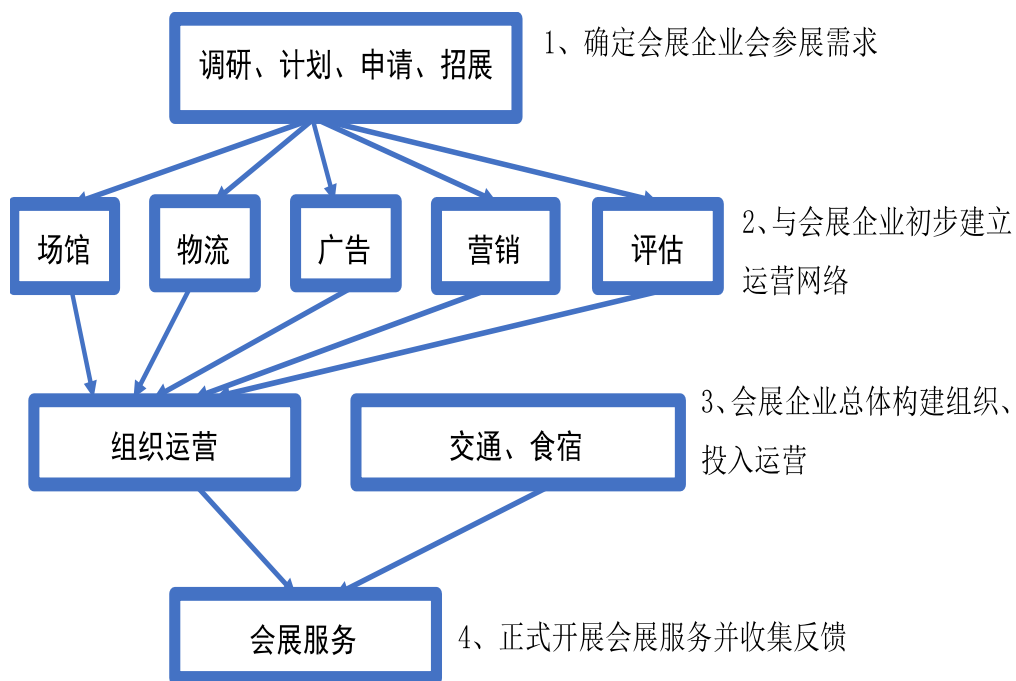 调研、计划、申请、招展
1、确定会展企业会参展需求
场馆
物流
广告
营销
评估
2、与会展企业初步建立
运营网络
组织运营
交通、食宿
3、会展企业总体构建组织、
投入运营
会展服务
4、正式开展会展服务并收集反馈